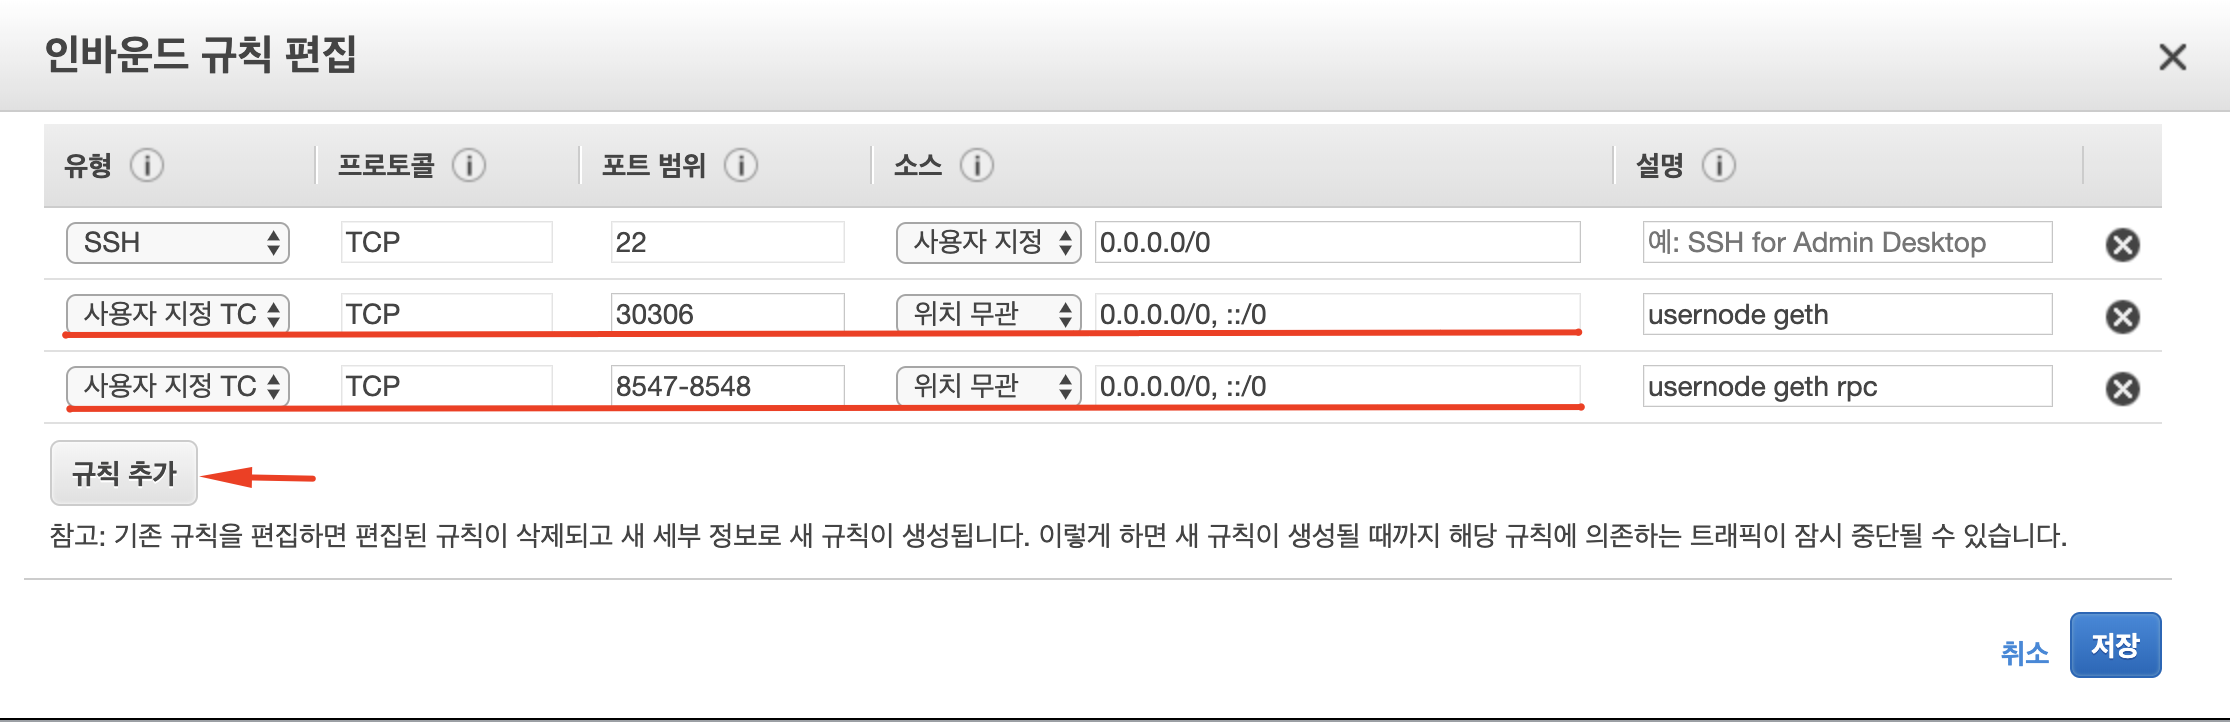 인바운드 규칙 편집
유형 프로토콜 포트 범위 소스 설명
SSH TCP 22 사용자 지정 0.0.0.0/0 예: SSH for Admin Desktop
사용자 지정 TC TCP 30306 위치 무관 0.0.0.0/0, ::/0 usernode geth
사용자 지정 TC TCP 8547-8548 위치 무관 0.0.0.0/0, ::/0 usernode geth rpc
규칙 추가
참고: 기존 규칙을 편집하면 편집된 규칙이 삭제되고 새 세부 정보로 새 규칙이 생성됩니다. 이렇게 하면 새 규칙이 생성될 때까지 해당 규칙에 의존하는 트래픽이 잠시 중단될 수 있습니다.
취소 저장